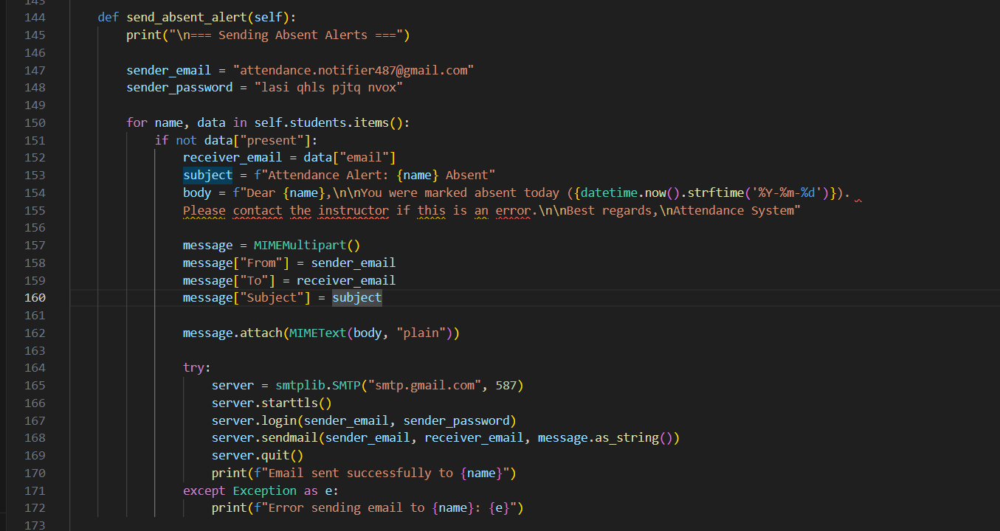 143
144 def send_absent_alert(self):
145 print("\n=== Sending Absent Alerts ===")
146
147 sender_email = "attendance.notifier487@gmail.com"
148 sender_password = "lasi qhls pjtq nvox"
149
150 for name, data in self.students.items():
151 if not data["present"]:
152 receiver_email = data["email"]
153 subject = f"Attendance Alert: {name} Absent"
154 body = f"Dear {name},\n\nYou were marked absent today ({datetime.now().strftime('%Y-%m-%d')}).
155 Please contact the instructor if this is an error.\n\nBest regards,\nAttendance System"
156
157 message = MIMEMultipart()
158 message["From"] = sender_email
159 message["To"] = receiver_email
160 message["Subject"] = subject
161
162 message.attach(MIMEText(body, "plain"))
163
164 try:
165 server = smtplib.SMTP("smtp.gmail.com", 587)
166 server.starttls()
167 server.login(sender_email, sender_password)
168 server.sendmail(sender_email, receiver_email, message.as_string())
169 server.quit()
170 print(f"Email sent successfully to {name}")
171 except Exception as e:
172 print(f"Error sending email to {name}: {e}")
173